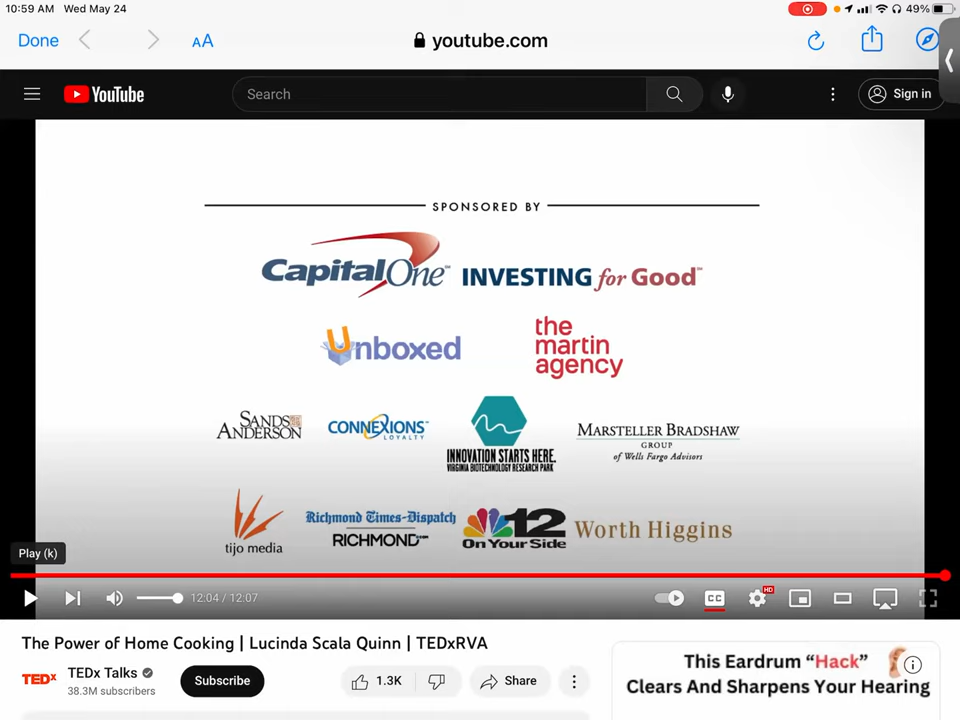 10:59 AM Wed May 24
49%
Done
AA
youtube.com
YouTube
Search
Sign in
SPONSORED BY
Capital One™ INVESTING for Good™
Unboxed
the
martin
agency
SANDS
ANDERSON
CONNEXIONS™
LOYALTY
INNOVATION STARTS HERE.
VIRGINIA BIOTECHNOLOGY RESEARCH PARK
MARSTELLER BRADSHAW
GROUP
of Wells Fargo Advisors
tijo media
Richmond Times-Dispatch
RICHMOND.COM
12
On Your Side
Worth Higgins
Play (k)
12:04 / 12:07
CC
HD
The Power of Home Cooking | Lucinda Scala Quinn | TEDxRVA
TEDx
TEDx Talks
38.3M subscribers
Subscribe
1.3K
Share
This Eardrum “Hack”
Clears And Sharpens Your Hearing